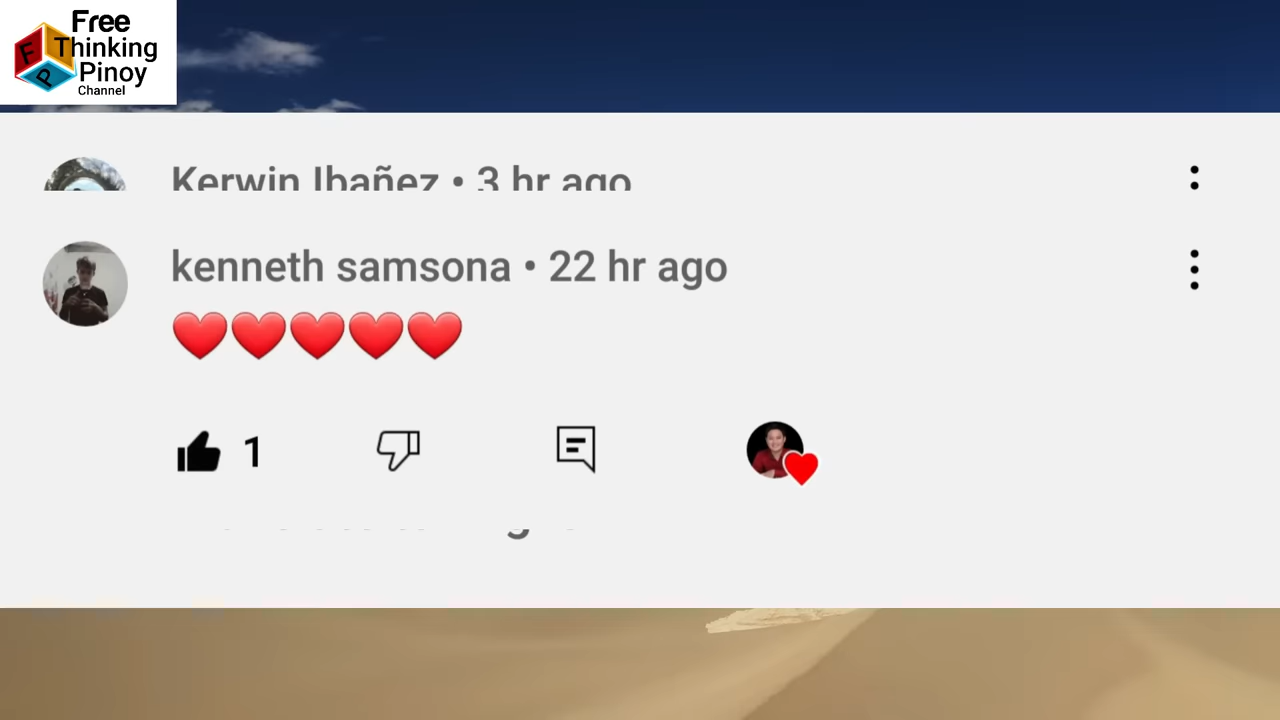 Free
Thinking
Pinoy
Channel
F
P
Kerwin Ibañez • 3 hr ago
kenneth samsona • 22 hr ago
❤️❤️❤️❤️❤️
1